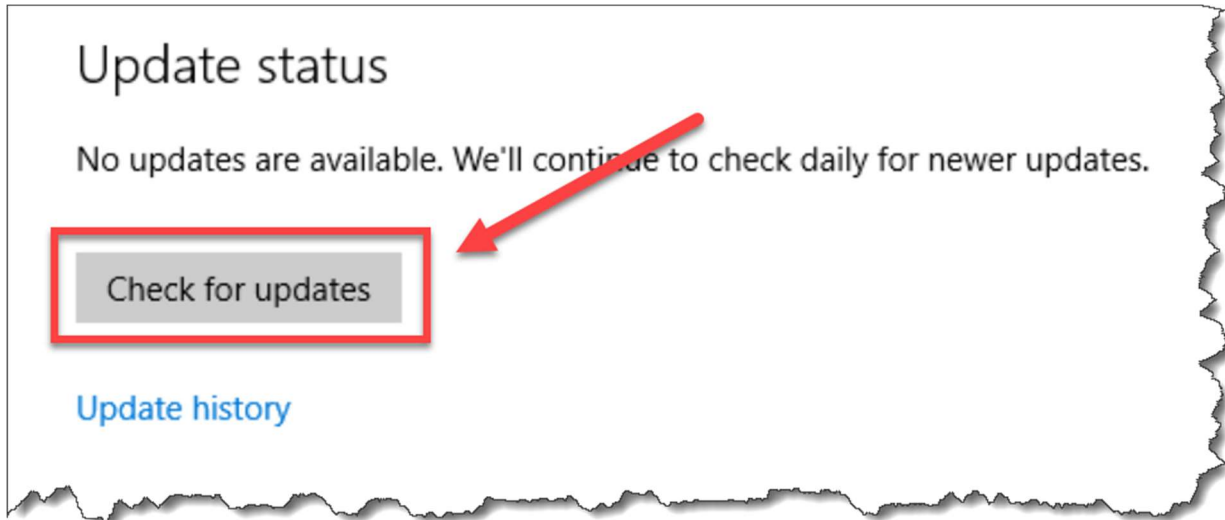 Update status
No updates are available. We'll continue to check daily for newer updates.
Check for updates
Update history